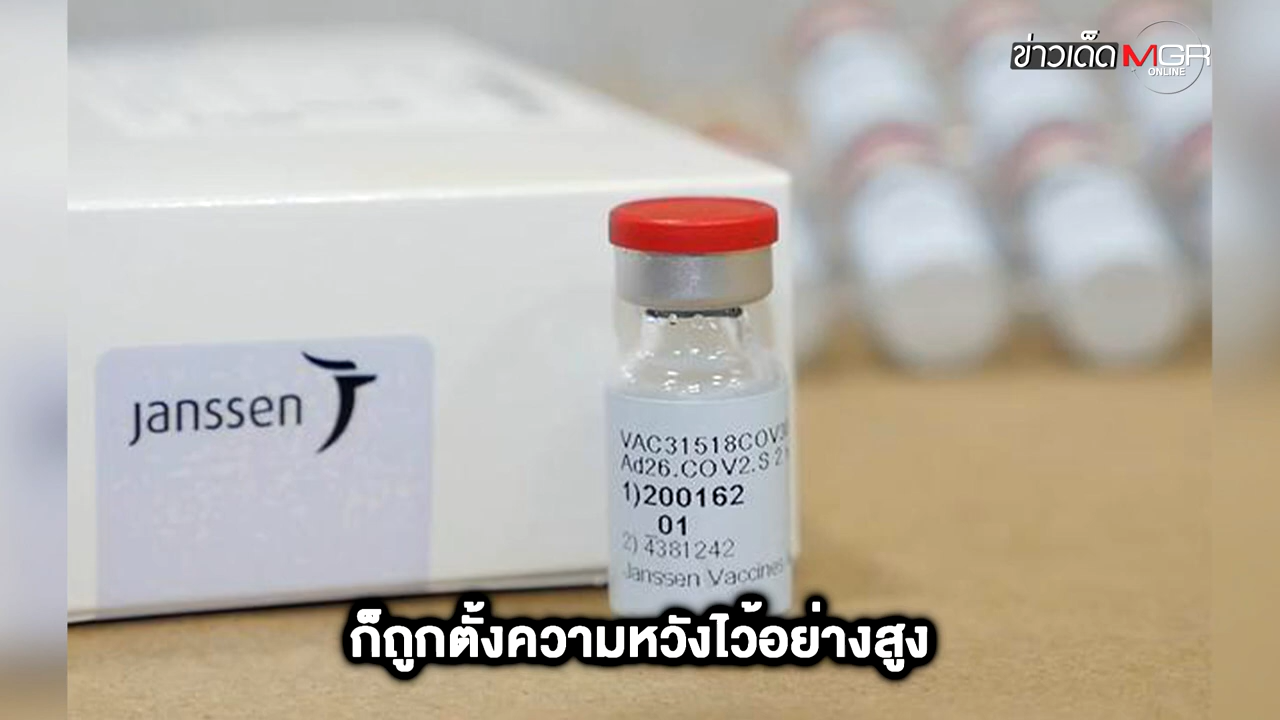 ข่าวเด็ด MGR
ONLINE
Janssen
VAC31518COV3
Ad26.COV2.S 2
1)200162
01
2) 4381242
Janssen Vaccines
ก็ถูกตั้งความหวังไว้อย่างสูง